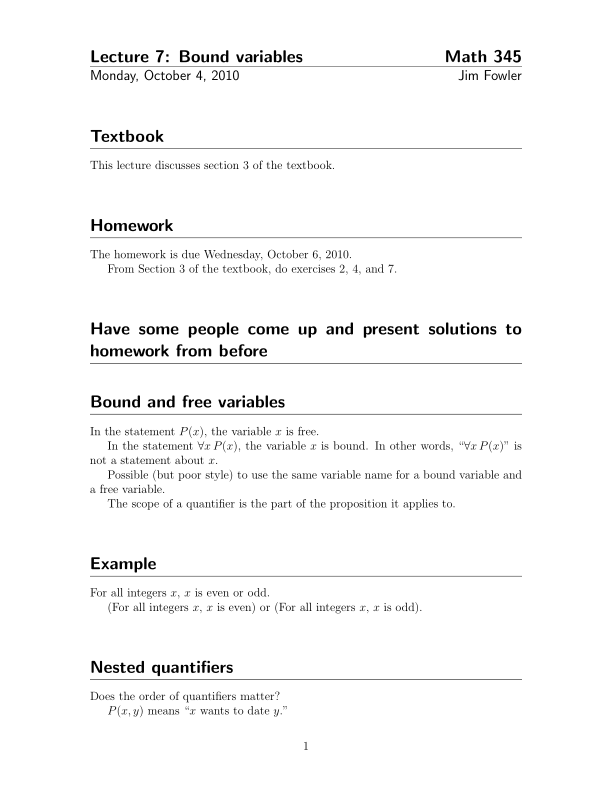 Lecture 7: Bound variables Math 345
Monday, October 4, 2010 Jim Fowler
Textbook
This lecture discusses section 3 of the textbook.
Homework
The homework is due Wednesday, October 6, 2010.
From Section 3 of the textbook, do exercises 2, 4, and 7.
Have some people come up and present solutions to
homework from before
Bound and free variables
In the statement P(x), the variable x is free.
In the statement ∀x P(x), the variable x is bound. In other words, “∀x P(x)” is
not a statement about x.
Possible (but poor style) to use the same variable name for a bound variable and
a free variable.
The scope of a quantifier is the part of the proposition it applies to.
Example
For all integers x, x is even or odd.
(For all integers x, x is even) or (For all integers x, x is odd).
Nested quantifiers
Does the order of quantifiers matter?
P(x, y) means “x wants to date y.”
1